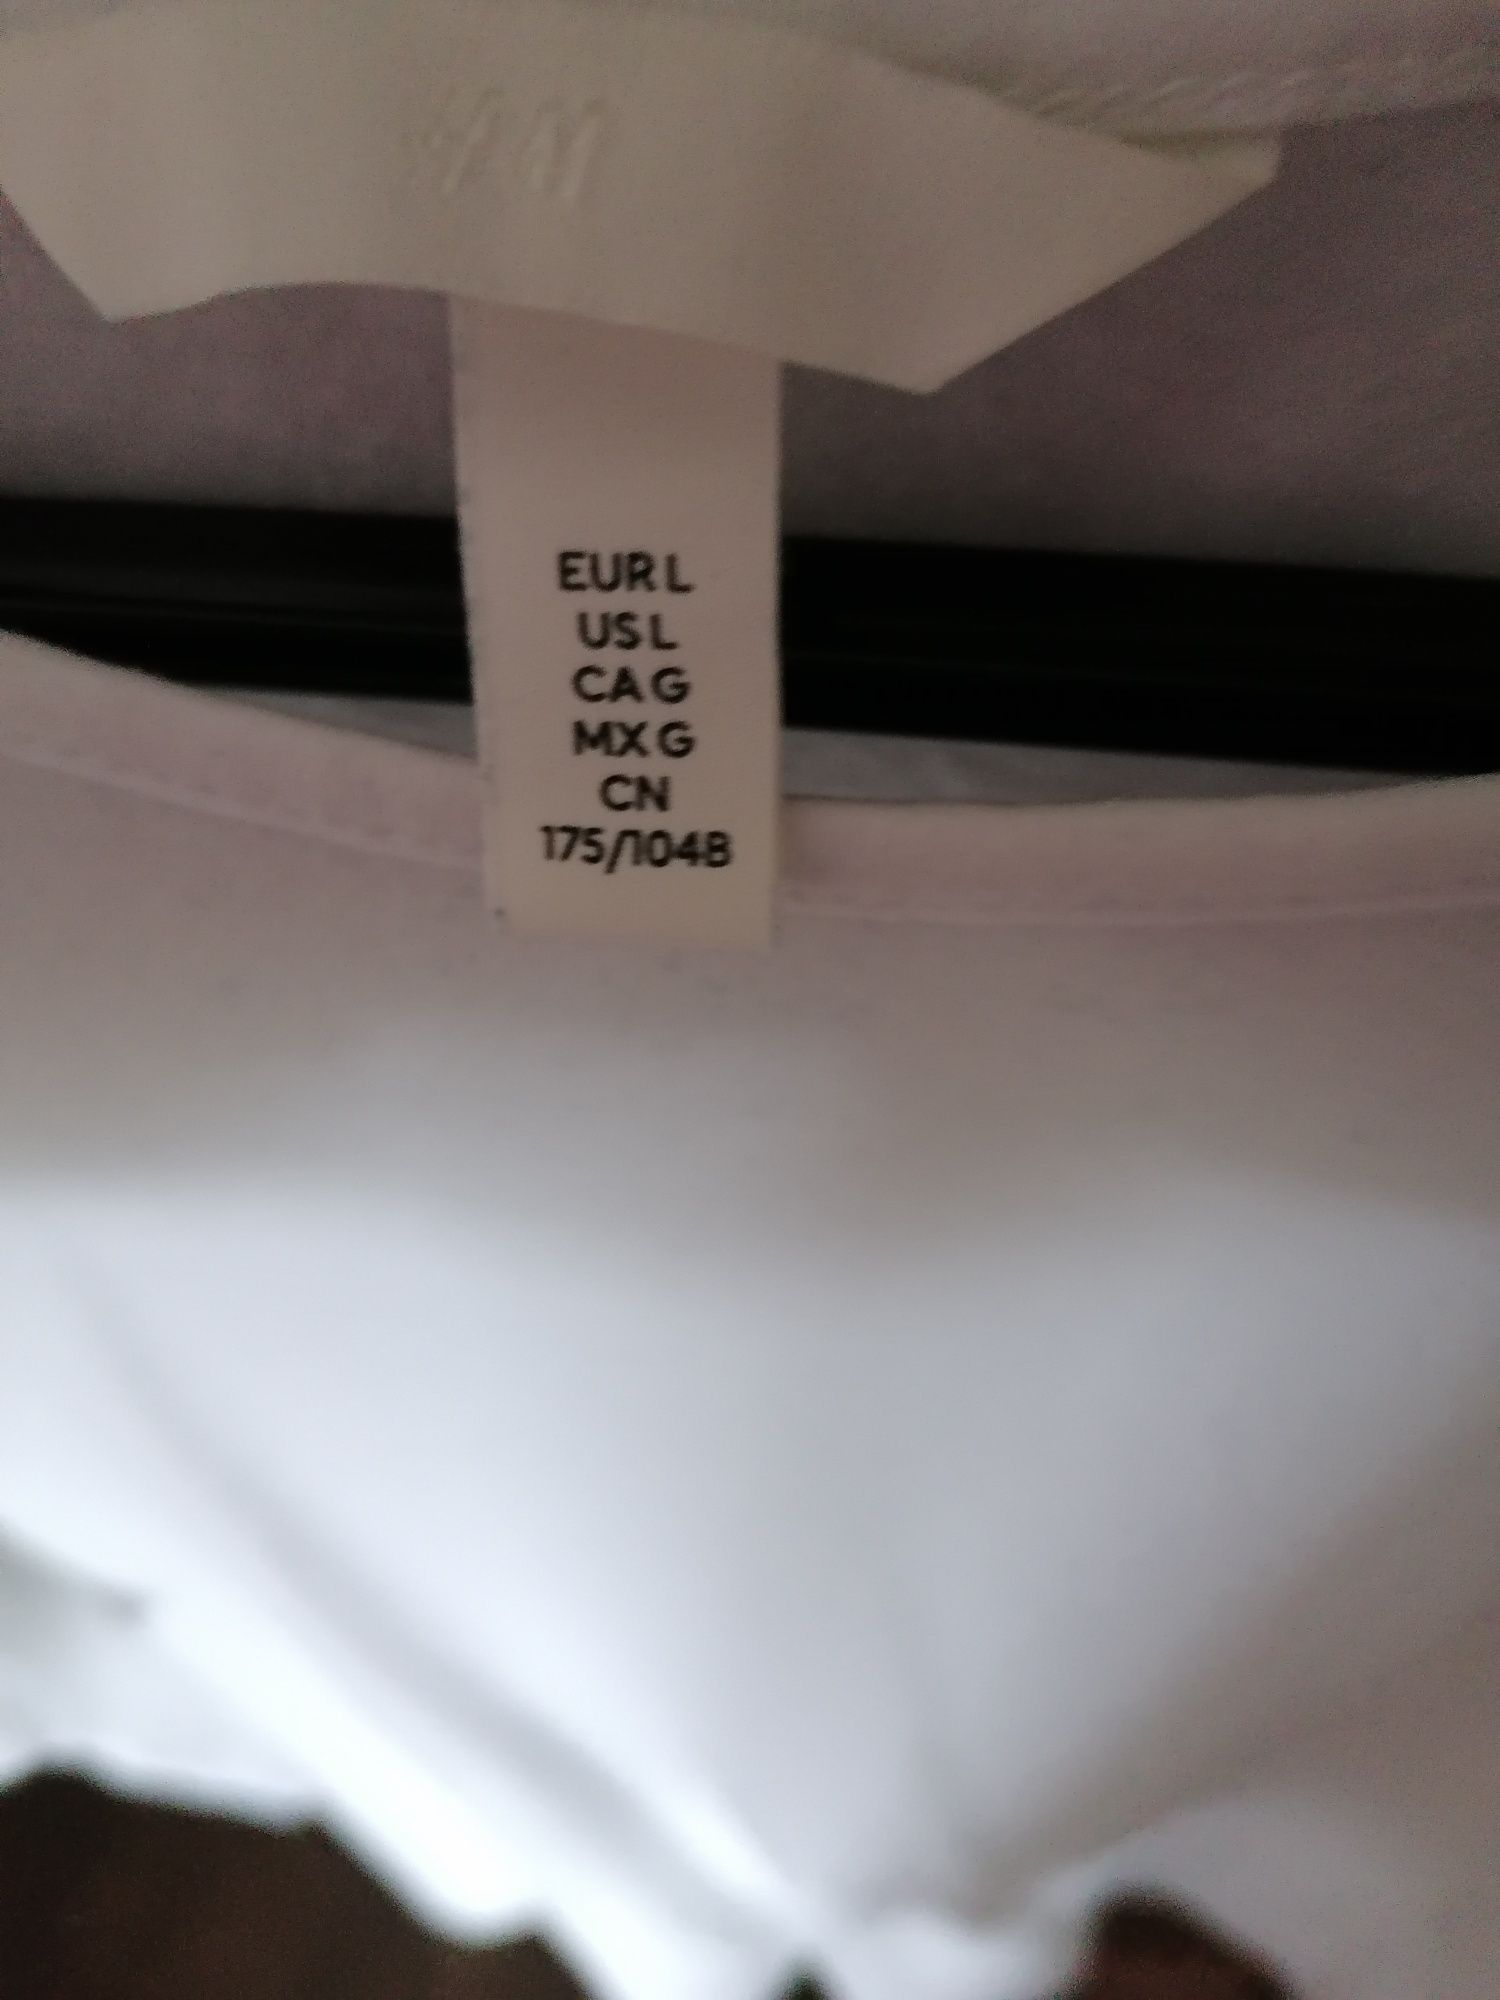 H&M
EUR L
US L
CA G
MX G
CN
175/104B